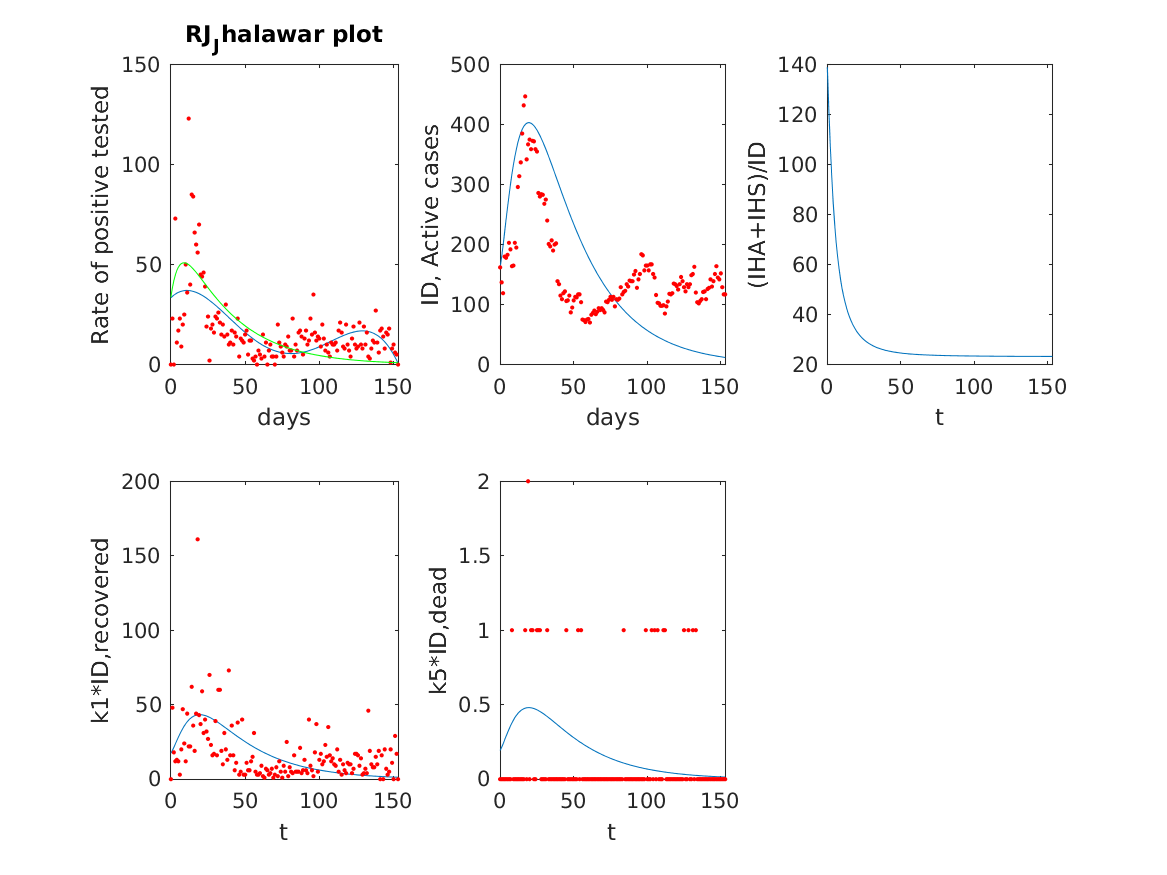 RJJhalawar plot
150
100
50
0
Rate of positive tested
0 50 100 150
days
500
400
300
200
100
0
ID, Active cases
0 50 100 150
days
140
120
100
80
60
40
20
(IHA+IHS)/ID
0 50 100 150
t
200
150
100
50
0
k1*ID,recovered
0 50 100 150
t
2
1.5
1
0.5
0
k5*ID,dead
0 50 100 150
t